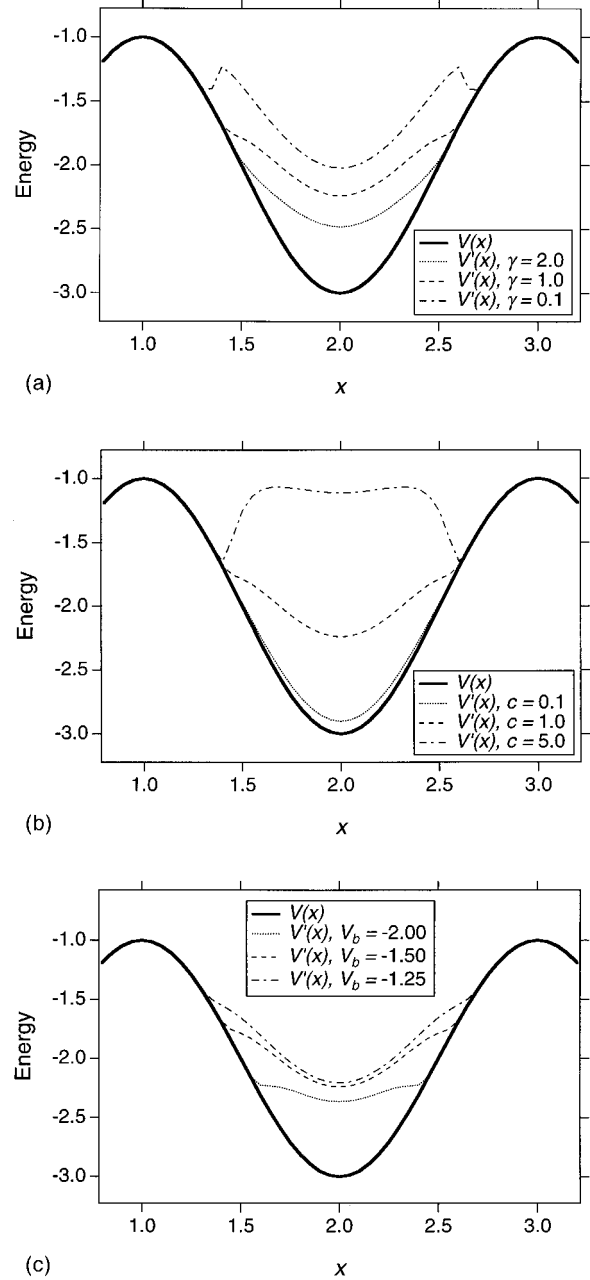 -1.0
-1.5
-2.0
-2.5
-3.0
Energy
V(x)
V'(x), γ = 2.0
V'(x), γ = 1.0
V'(x), γ = 0.1
1.0 1.5 2.0 2.5 3.0
(a)
x
-1.0
-1.5
-2.0
-2.5
-3.0
Energy
V(x)
V'(x), c = 0.1
V'(x), c = 1.0
V'(x), c = 5.0
1.0 1.5 2.0 2.5 3.0
(b)
x
V(x)
V'(x), V_b = -2.00
V'(x), V_b = -1.50
V'(x), V_b = -1.25
-1.0
-1.5
-2.0
-2.5
-3.0
Energy
1.0 1.5 2.0 2.5 3.0
(c)
x